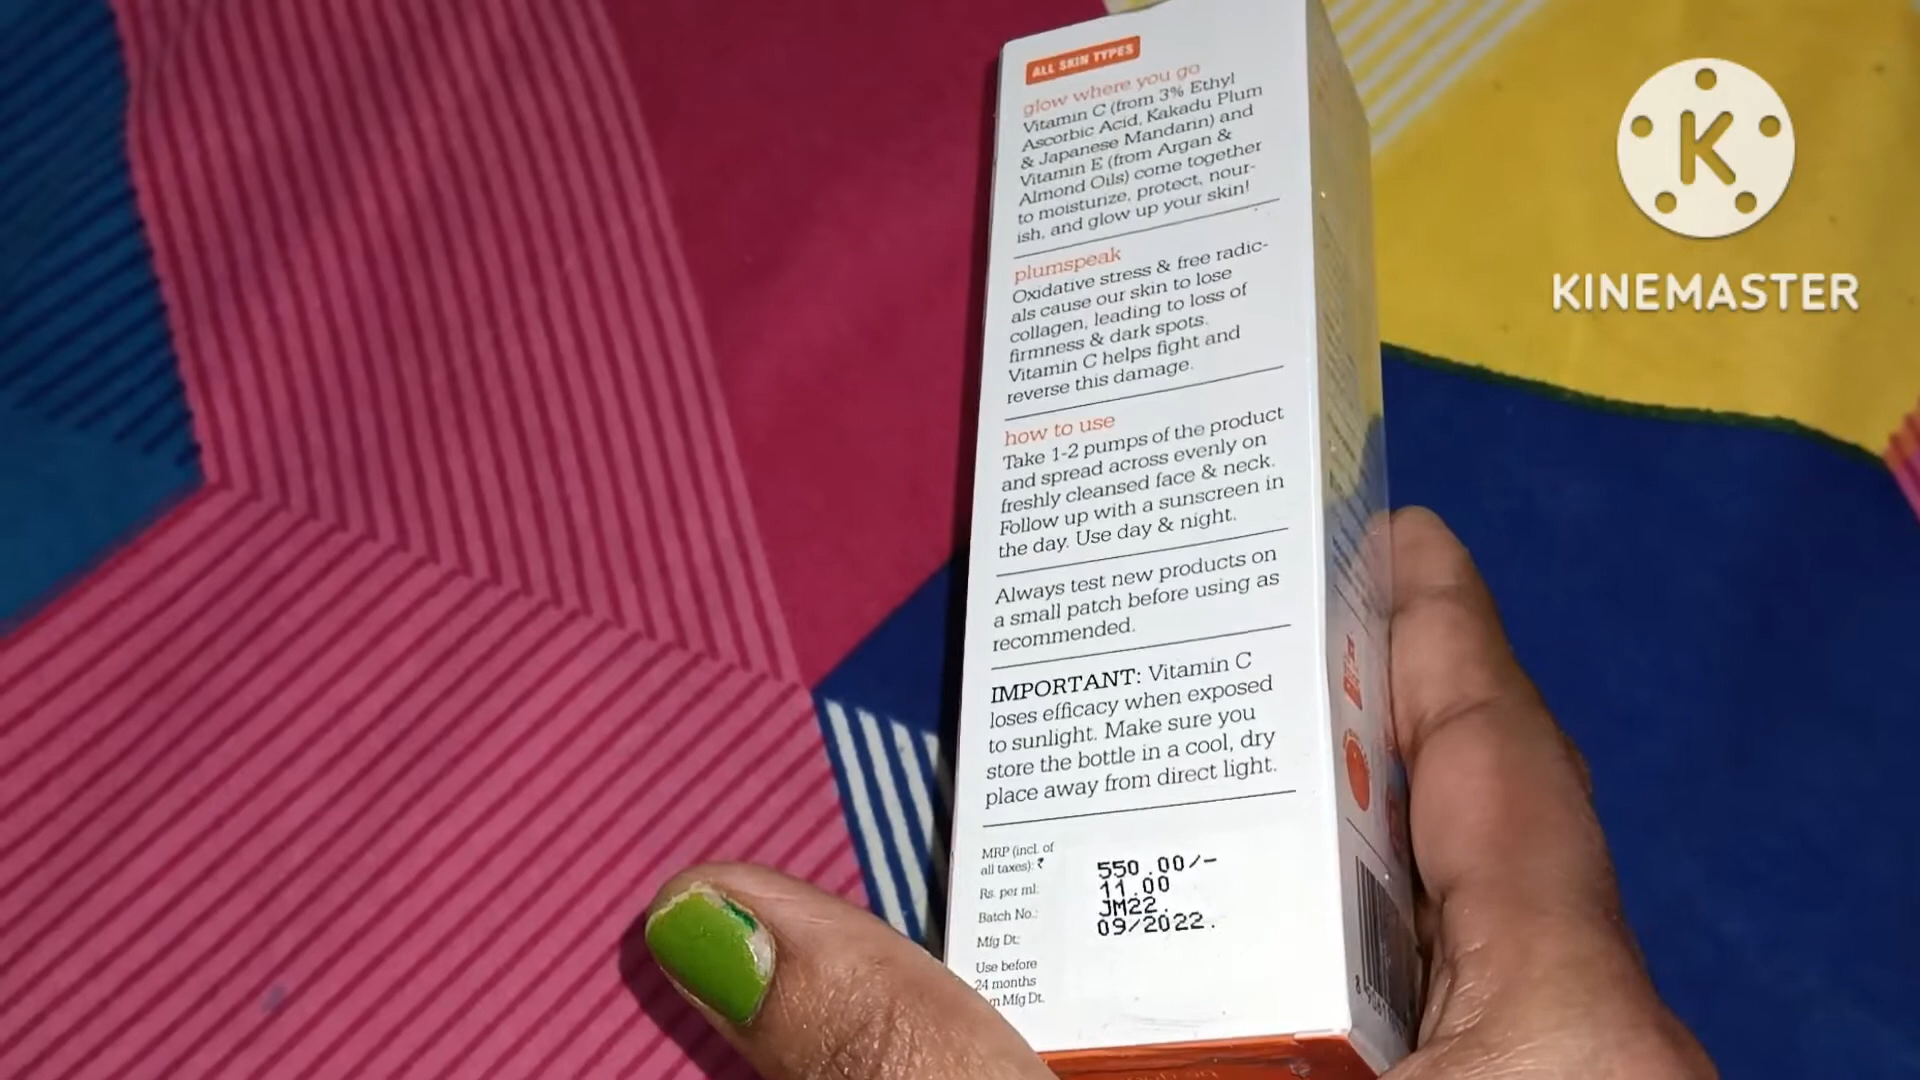 ALL SKIN TYPES
glow where you go
Vitamin C (from 3% Ethyl
Ascorbic Acid, Kakadu Plum
& Japanese Mandarin) and
Vitamin E (from Argan &
Almond Oils) come together
to moisturize, protect, nour-
ish, and glow up your skin!
plumspeak
Oxidative stress & free radic-
als cause our skin to lose
collagen, leading to loss of
firmness & dark spots.
Vitamin C helps fight and
reverse this damage.
how to use
Take 1-2 pumps of the product
and spread across evenly on
freshly cleansed face & neck.
Follow up with a sunscreen in
the day. Use day & night.
Always test new products on
a small patch before using as
recommended.
IMPORTANT: Vitamin C
loses efficacy when exposed
to sunlight. Make sure you
store the bottle in a cool, dry
place away from direct light.
MRP (incl. of
all taxes): ₹ 550.00/-
Rs. per ml: 11.00
Batch No.: JM22.
Mfg Dt: 09/2022.
Use before
24 months
Mfg Dt.
K
KINEMASTER